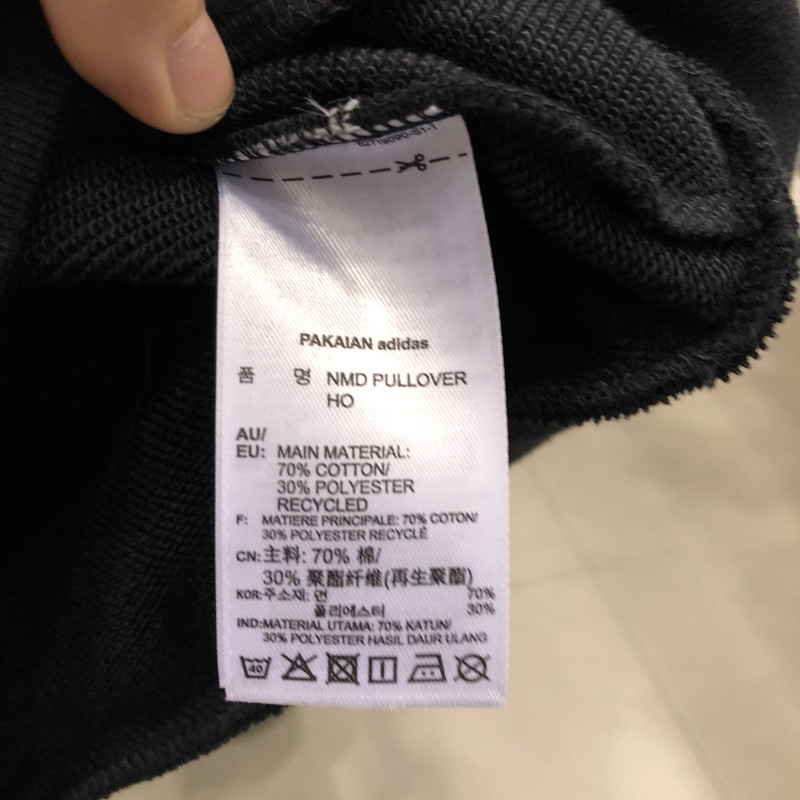 PAKAIAN adidas
품 명 NMD PULLOVER
HO
AU/
EU: MAIN MATERIAL:
70% COTTON/
30% POLYESTER
RECYCLED
F: MATIERE PRINCIPALE: 70% COTON/
30% POLYESTER RECYCLÉ
CN: 主料: 70% 棉/
30% 聚酯纤维(再生聚酯)
KOR: 주소재: 면 70%
폴리에스터 30%
IND: MATERIAL UTAMA: 70% KATUN/
30% POLYESTER HASIL DAUR ULANG
40